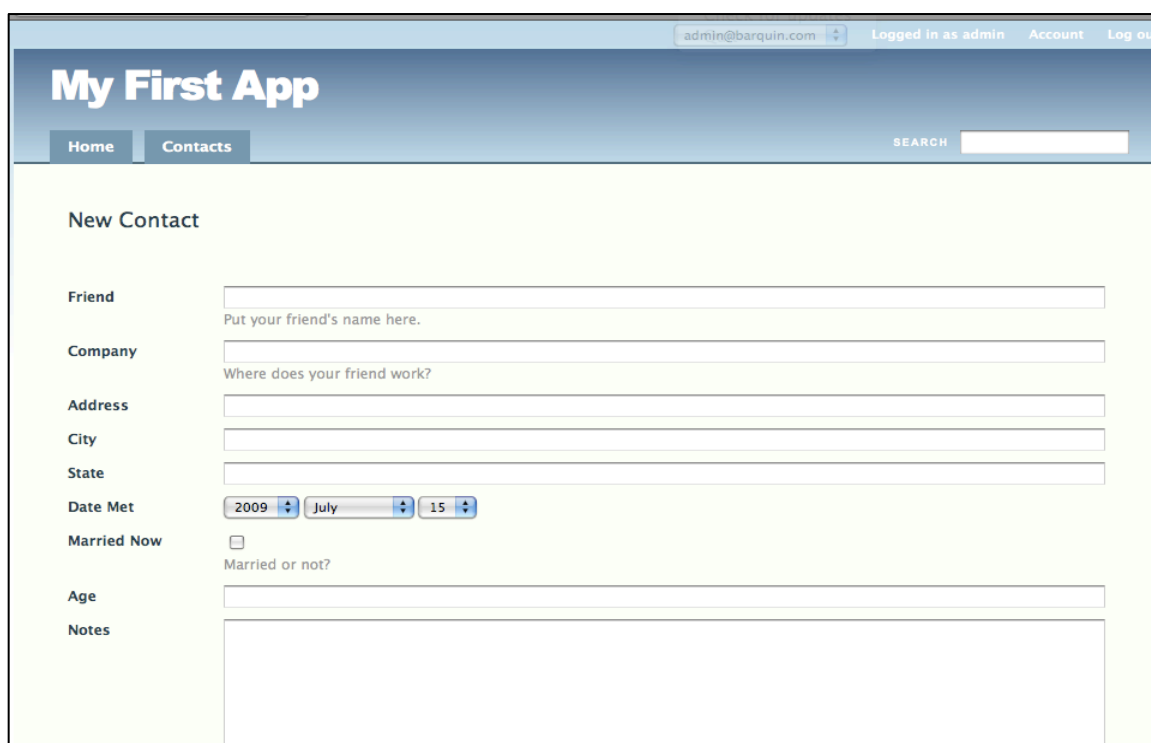 admin@barquin.com Logged in as admin Account Log ou
My First App
Home Contacts SEARCH
New Contact
Friend
Put your friend's name here.
Company
Where does your friend work?
Address
City
State
Date Met 2009 July 15
Married Now
Married or not?
Age
Notes